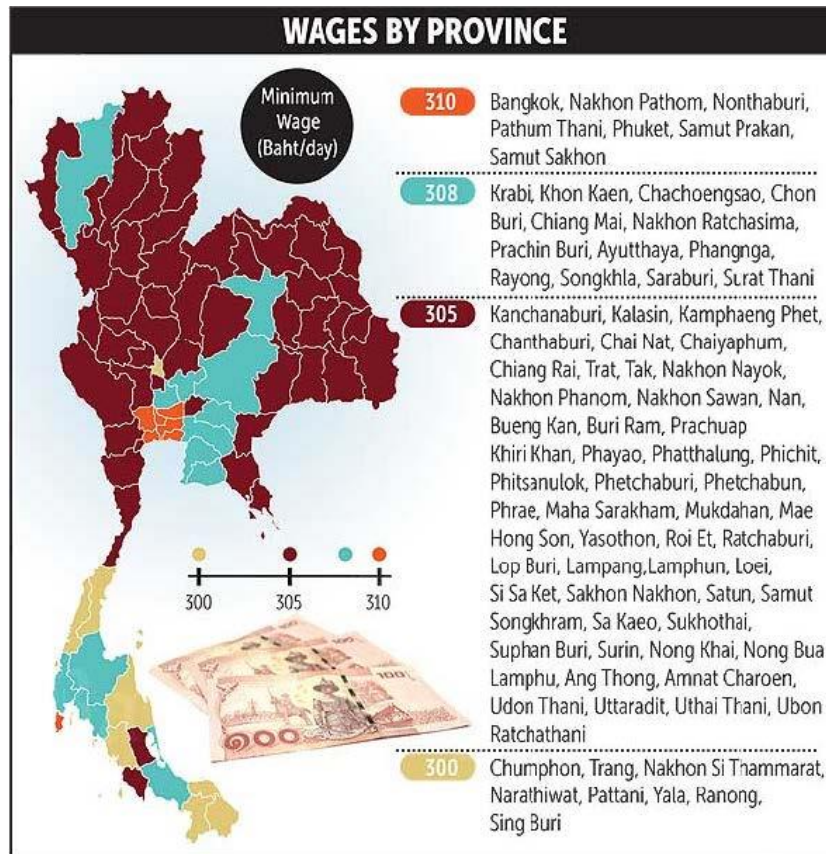 WAGES BY PROVINCE
Minimum
Wage
(Baht/day)
310
Bangkok, Nakhon Pathom, Nonthaburi,
Pathum Thani, Phuket, Samut Prakan,
Samut Sakhon
308
Krabi, Khon Kaen, Chachoengsao, Chon
Buri, Chiang Mai, Nakhon Ratchasima,
Prachin Buri, Ayutthaya, Phangnga,
Rayong, Songkhla, Saraburi, Surat Thani
305
Kanchanaburi, Kalasin, Kamphaeng Phet,
Chanthaburi, Chai Nat, Chaiyaphum,
Chiang Rai, Trat, Tak, Nakhon Nayok,
Nakhon Phanom, Nakhon Sawan, Nan,
Bueng Kan, Buri Ram, Prachuap
Khiri Khan, Phayao, Phatthalung, Phichit,
Phitsanulok, Phetchaburi, Phetchabun,
Phrae, Maha Sarakham, Mukdahan, Mae
Hong Son, Yasothon, Roi Et, Ratchaburi,
Lop Buri, Lampang,Lamphun, Loei,
Si Sa Ket, Sakhon Nakhon, Satun, Samut
Songkhram, Sa Kaeo, Sukhothai,
Suphan Buri, Surin, Nong Khai, Nong Bua
Lamphu, Ang Thong, Amnat Charoen,
Udon Thani, Uttaradit, Uthai Thani, Ubon
Ratchathani
300
Chumphon, Trang, Nakhon Si Thammarat,
Narathiwat, Pattani, Yala, Ranong,
Sing Buri
300 305 310
100
100
๑๐๐